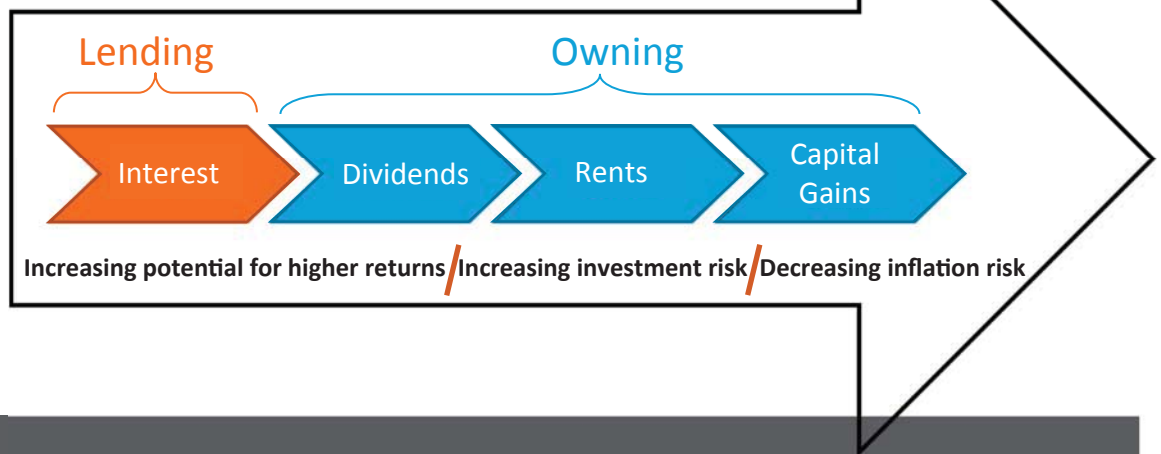 Lending
Owning
Interest
Dividends
Rents
Capital
Gains
Increasing potential for higher returns/Increasing investment risk/Decreasing inflation risk